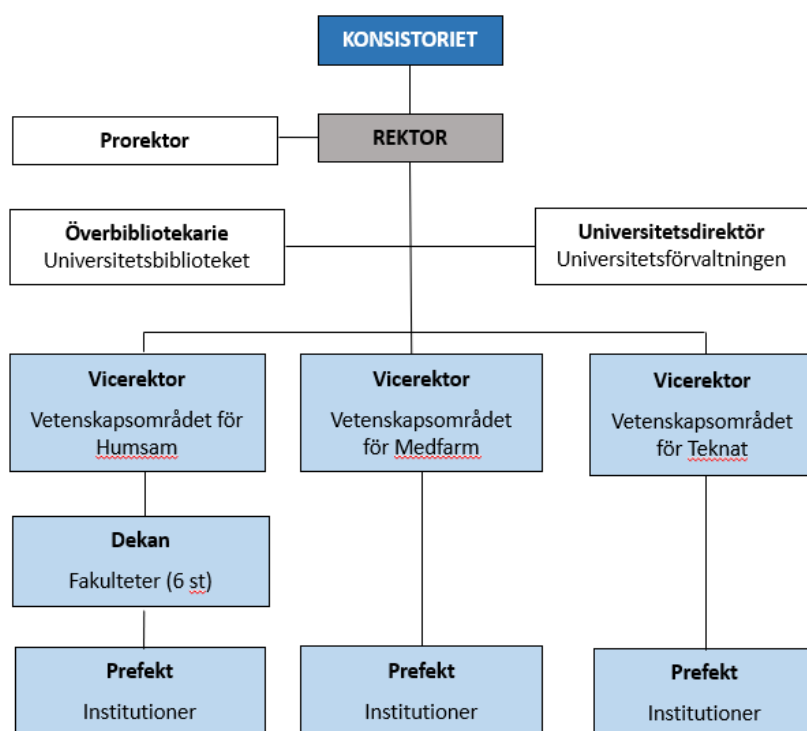 KONSISTORIET
REKTOR
Prorektor
Överbibliotekarie
Universitetsbiblioteket
Universitetsdirektör
Universitetsförvaltningen
Vicerektor
Vetenskapsområdet för
Humsam
Vicerektor
Vetenskapsområdet
för Medfarm
Vicerektor
Vetenskapsområdet
för Teknat
Dekan
Fakulteter (6 st)
Prefekt
Institutioner
Prefekt
Institutioner
Prefekt
Institutioner